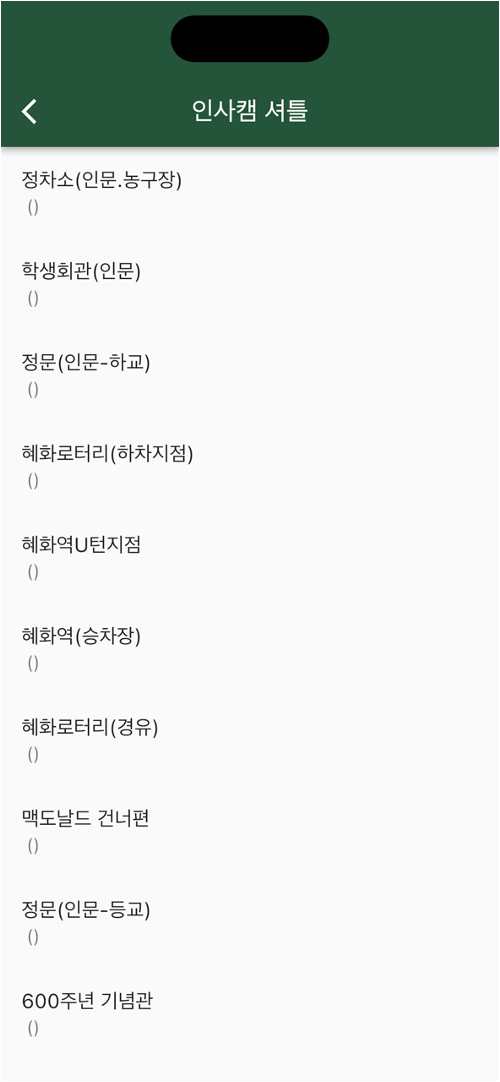 인사캠 셔틀
정차소(인문.농구장)
()
학생회관(인문)
()
정문(인문-하교)
()
혜화로터리(하차지점)
()
혜화역U턴지점
()
혜화역(승차장)
()
혜화로터리(경유)
()
맥도날드 건너편
()
정문(인문-등교)
()
600주년 기념관
()